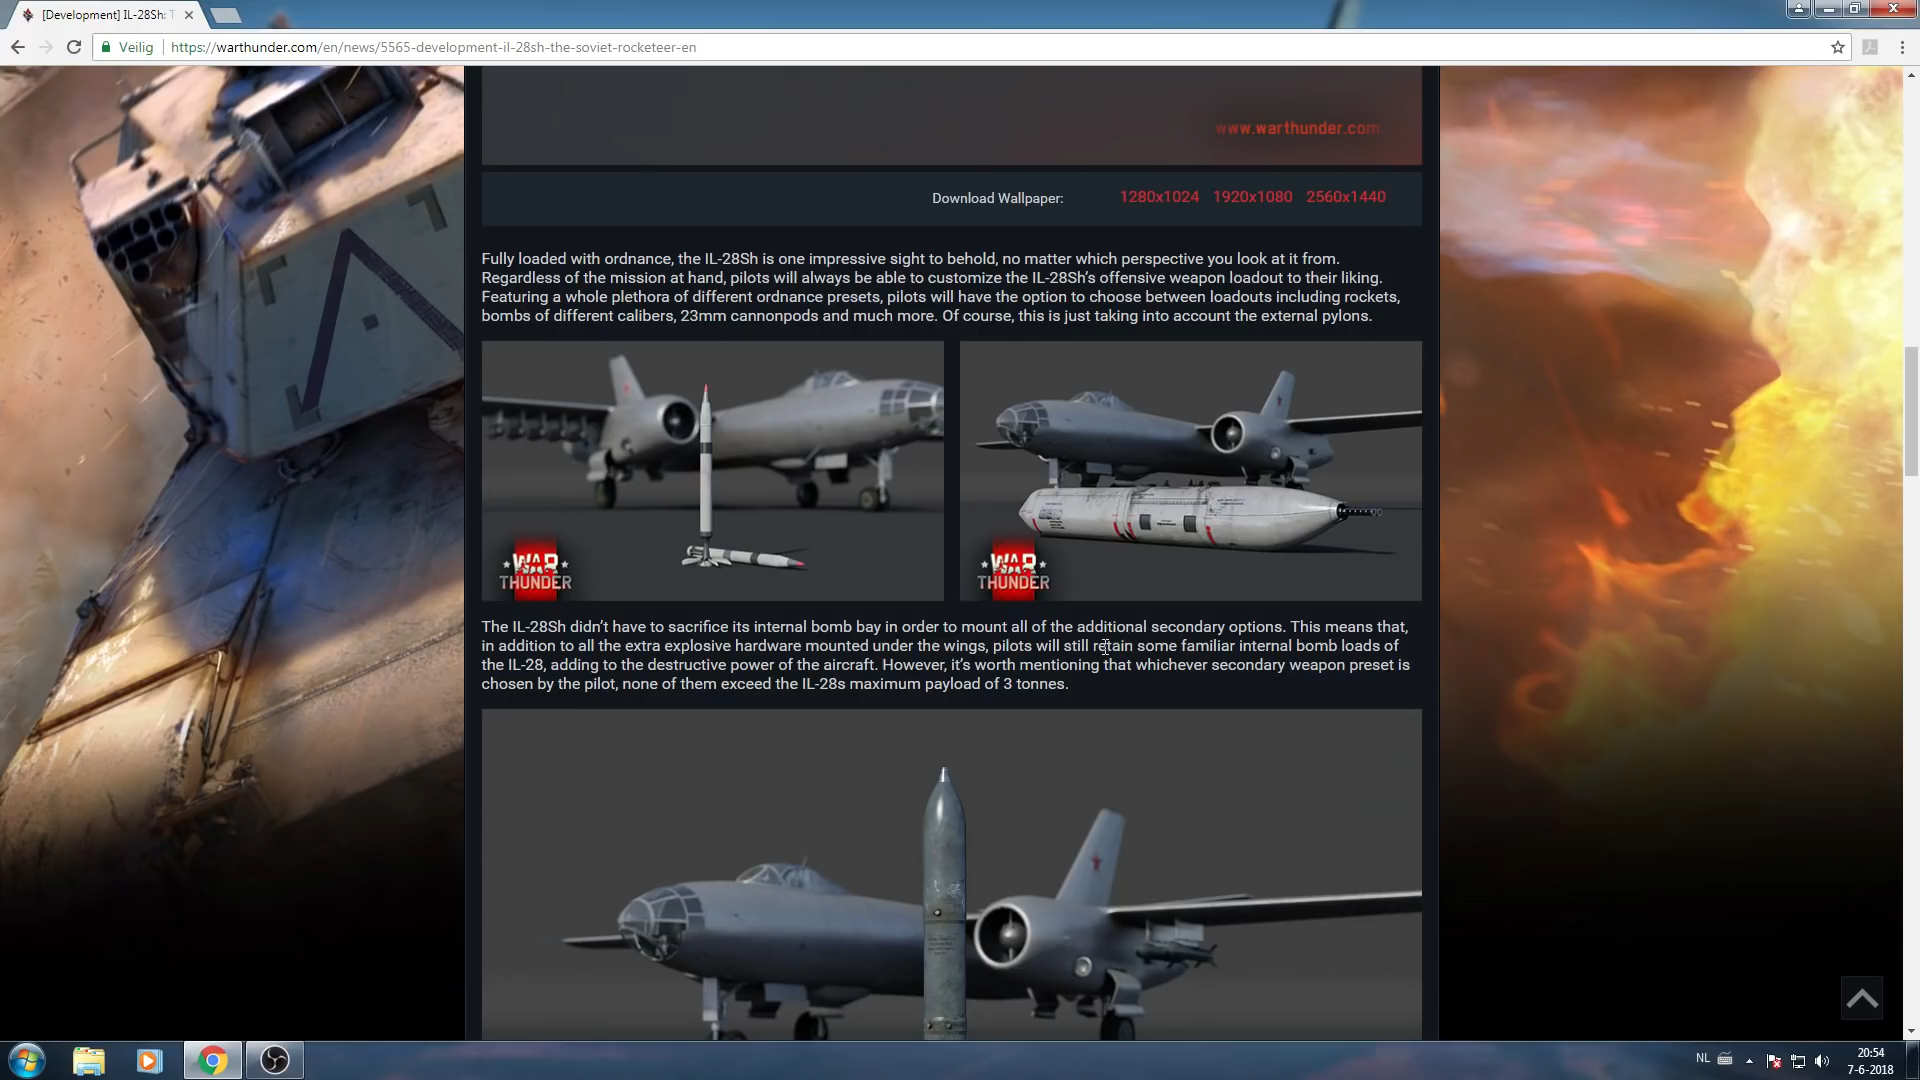 [Development] IL-28Sh: T
Veilig
https://warthunder.com/en/news/5565-development-il-28sh-the-soviet-rocketeer-en
www.warthunder.com
Download Wallpaper: 1280x1024 1920x1080 2560x1440
Fully loaded with ordnance, the IL-28Sh is one impressive sight to behold, no matter which perspective you look at it from.
Regardless of the mission at hand, pilots will always be able to customize the IL-28Sh’s offensive weapon loadout to their liking.
Featuring a whole plethora of different ordnance presets, pilots will have the option to choose between loadouts including rockets,
bombs of different calibers, 23mm cannonpods and much more. Of course, this is just taking into account the external pylons.
WAR
THUNDER
WAR
THUNDER
The IL-28Sh didn’t have to sacrifice its internal bomb bay in order to mount all of the additional secondary options. This means that,
in addition to all the extra explosive hardware mounted under the wings, pilots will still retain some familiar internal bomb loads of
the IL-28, adding to the destructive power of the aircraft. However, it’s worth mentioning that whichever secondary weapon preset is
chosen by the pilot, none of them exceed the IL-28s maximum payload of 3 tonnes.
NL
20:54
7-6-2018